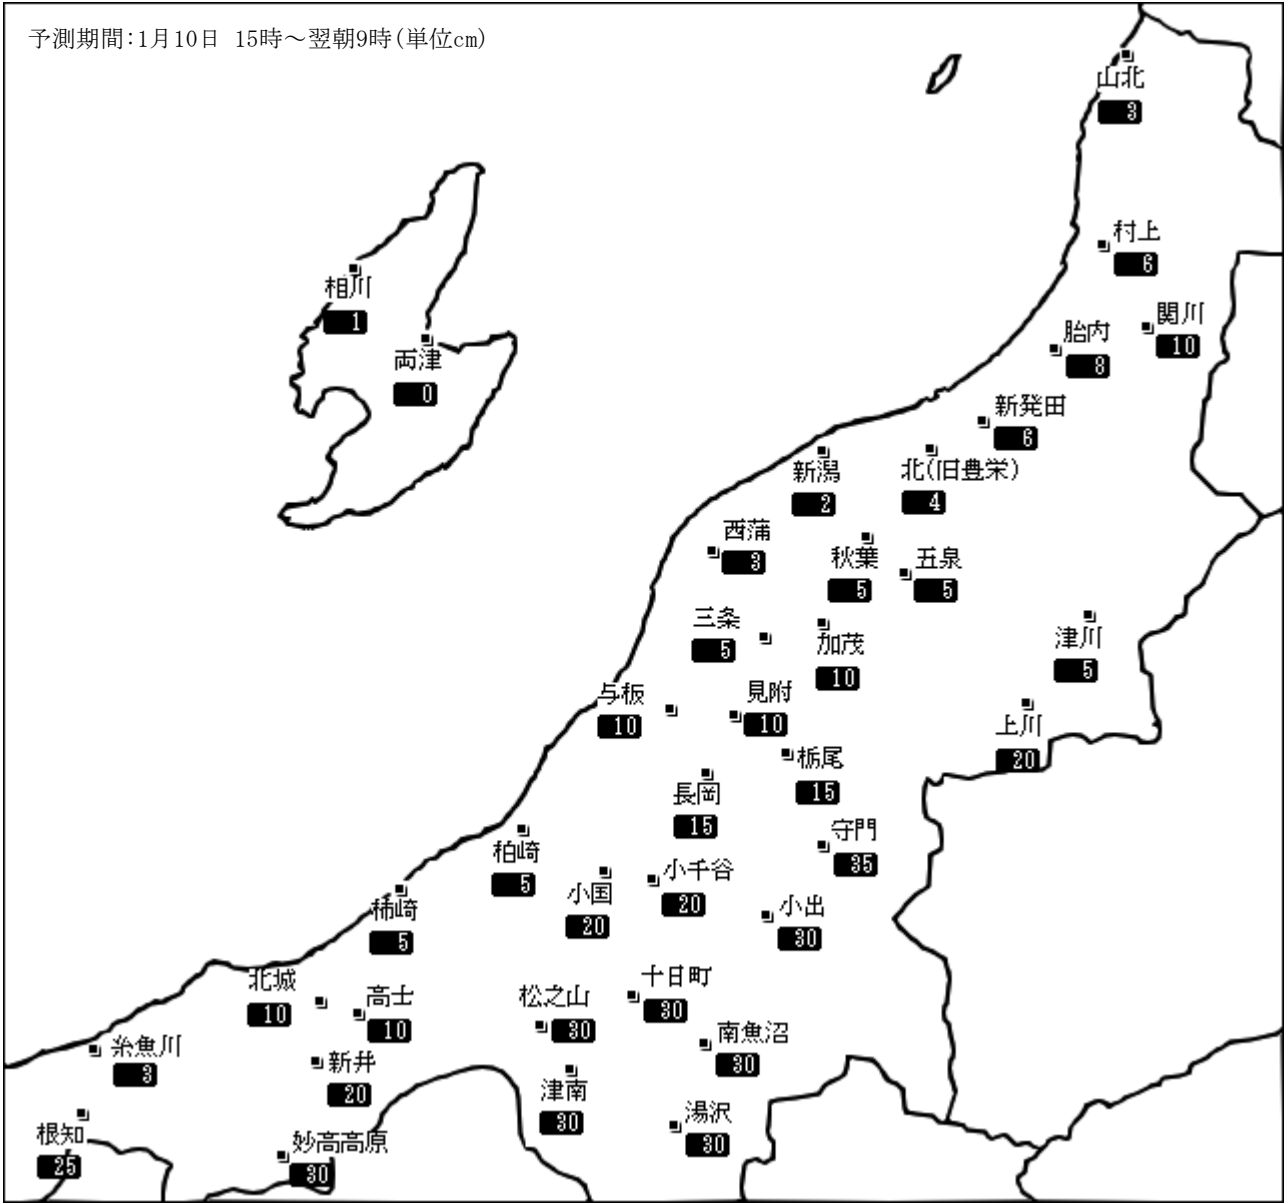 予測期間:1月10日 15時～翌朝9時(単位cm)
山北
3
村上
6
相川
1
関川
10
胎内
8
両津
0
新発田
6
新潟
2
北(旧豊栄)
4
西蒲
3
秋葉
5
五泉
5
三条
5
加茂
10
津川
5
与板
10
見附
10
上川
20
栃尾
15
長岡
15
守門
35
柏崎
5
小国
20
小千谷
20
小出
30
柿崎
5
北城
10
高士
10
松之山
30
十日町
30
南魚沼
30
糸魚川
3
新井
20
津南
30
湯沢
30
根知
25
妙高高原
30